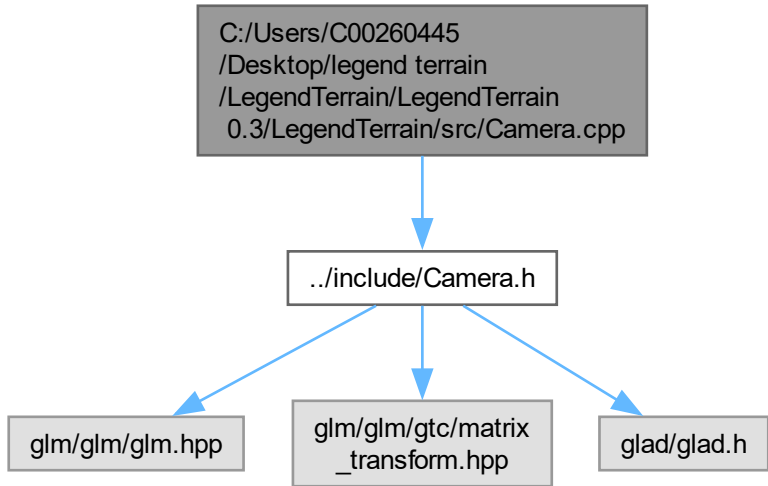 C:/Users/C00260445
/Desktop/legend terrain
/LegendTerrain/LegendTerrain
0.3/LegendTerrain/src/Camera.cpp
../include/Camera.h
glm/glm/glm.hpp
glm/glm/gtc/matrix
_transform.hpp
glad/glad.h